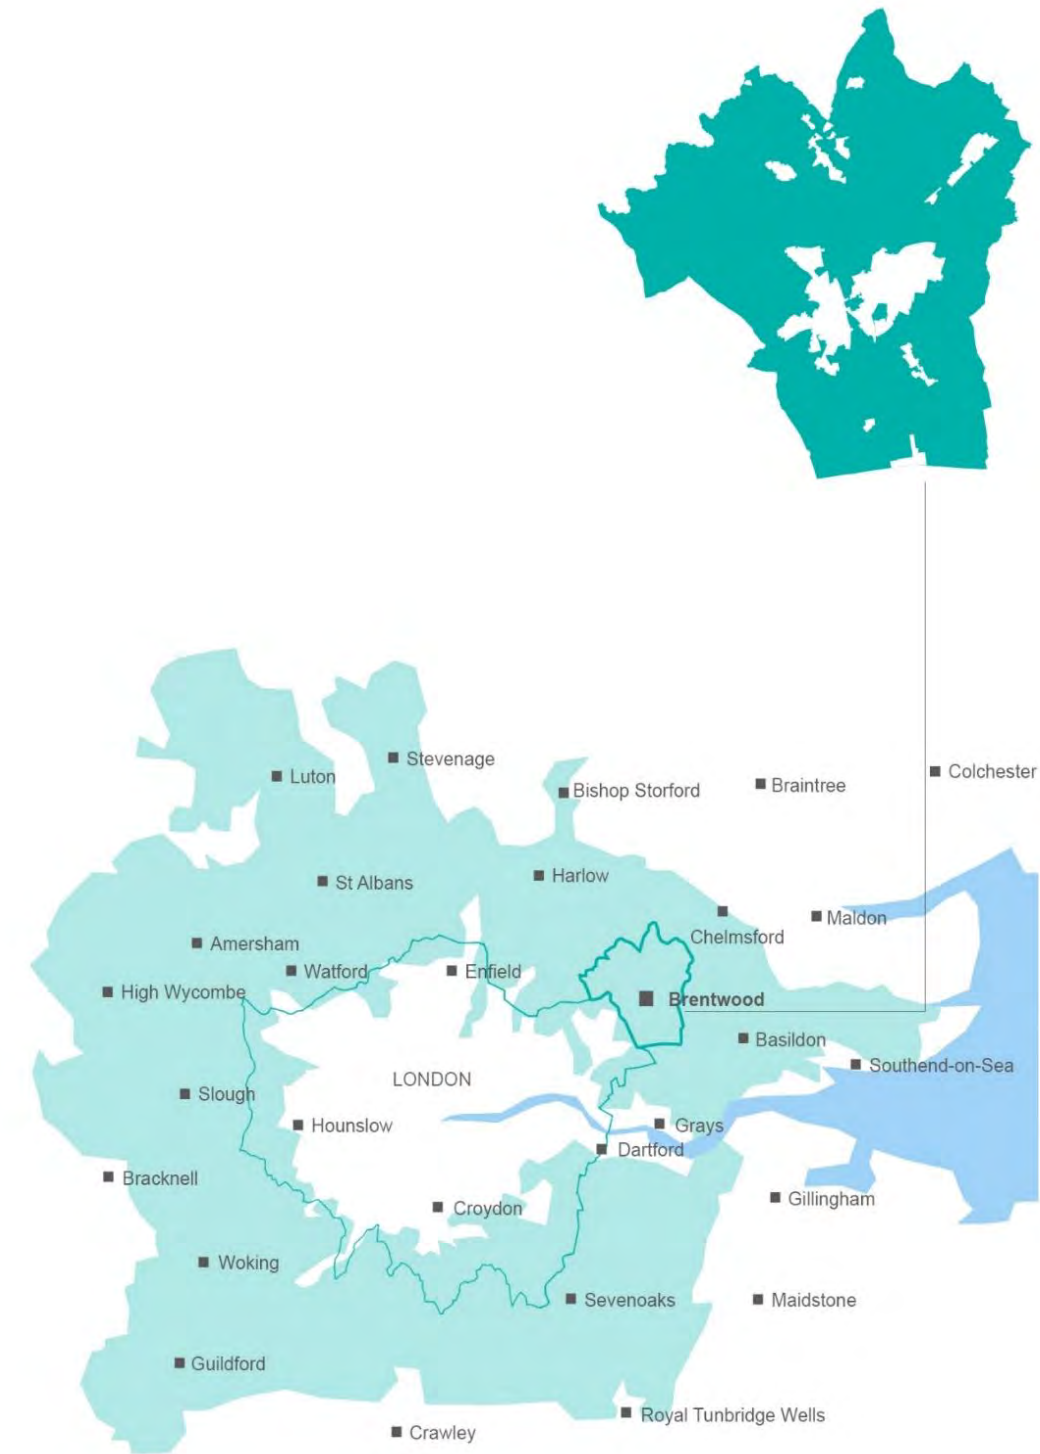 Stevenage
Luton
Bishop Storford
Braintree
Colchester
St Albans
Harlow
Maldon
Chelmsford
Amersham
Watford
Enfield
High Wycombe
Brentwood
Basildon
Southend-on-Sea
LONDON
Slough
Hounslow
Grays
Dartford
Bracknell
Gillingham
Croydon
Woking
Sevenoaks
Maidstone
Guildford
Royal Tunbridge Wells
Crawley